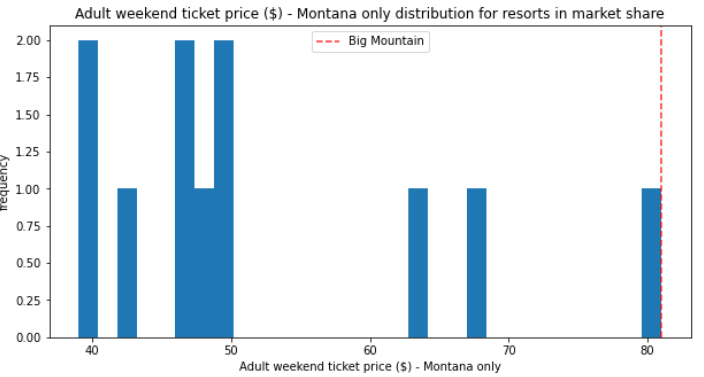 Adult weekend ticket price ($) - Montana only distribution for resorts in market share
Big Mountain
2.00
1.75
1.50
1.25
1.00
0.75
0.50
0.25
0.00
frequency
40 50 60 70 80
Adult weekend ticket price ($) - Montana only